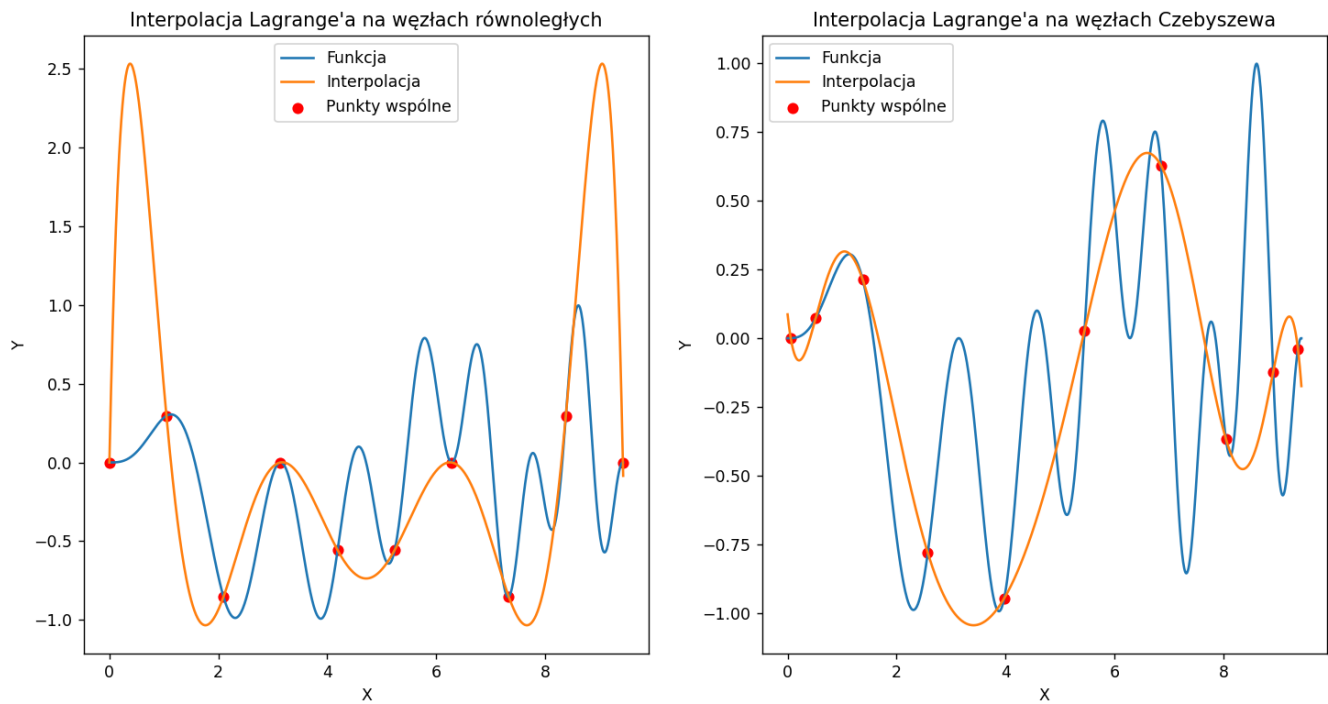 Interpolacja Lagrange'a na węzłach równoległych
Funkcja
Interpolacja
Punkty wspólne
2.5
2.0
1.5
1.0
0.5
0.0
−0.5
−1.0
Y
0
2
4
6
8
X
Interpolacja Lagrange'a na węzłach Czebyszewa
Funkcja
Interpolacja
Punkty wspólne
1.00
0.75
0.50
0.25
0.00
−0.25
−0.50
−0.75
−1.00
Y
0
2
4
6
8
X